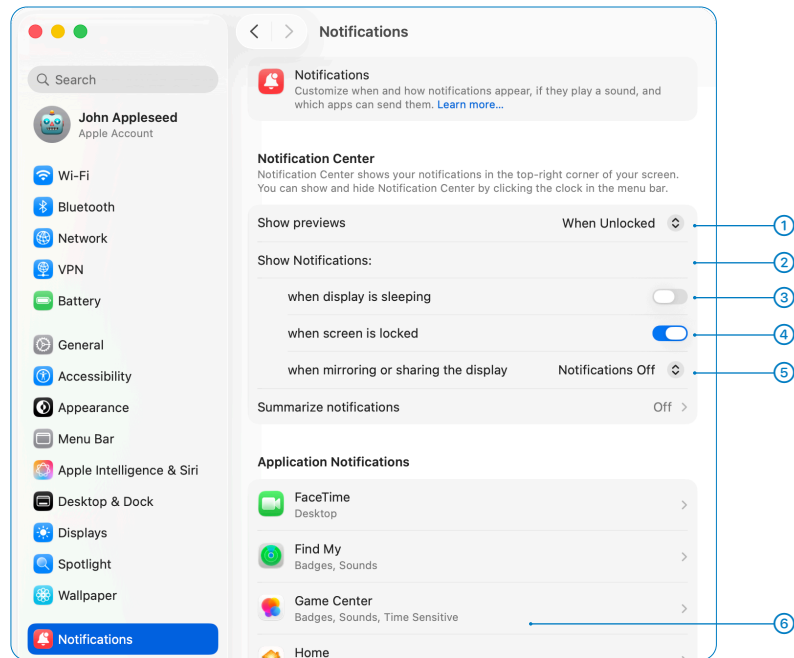 Notifications
Search
John Appleseed
Apple Account
Wi-Fi
Bluetooth
Network
VPN
Battery
General
Accessibility
Appearance
Menu Bar
Apple Intelligence & Siri
Desktop & Dock
Displays
Spotlight
Wallpaper
Notifications
Notifications
Customize when and how notifications appear, if they play a sound, and
which apps can send them. Learn more...
Notification Center
Notification Center shows your notifications in the top-right corner of your screen.
You can show and hide Notification Center by clicking the clock in the menu bar.
Show previews When Unlocked 1
Show Notifications: 2
when display is sleeping 3
when screen is locked 4
when mirroring or sharing the display Notifications Off 5
Summarize notifications Off
Application Notifications
FaceTime
Desktop
Find My
Badges, Sounds
Game Center
Badges, Sounds, Time Sensitive 6
Home